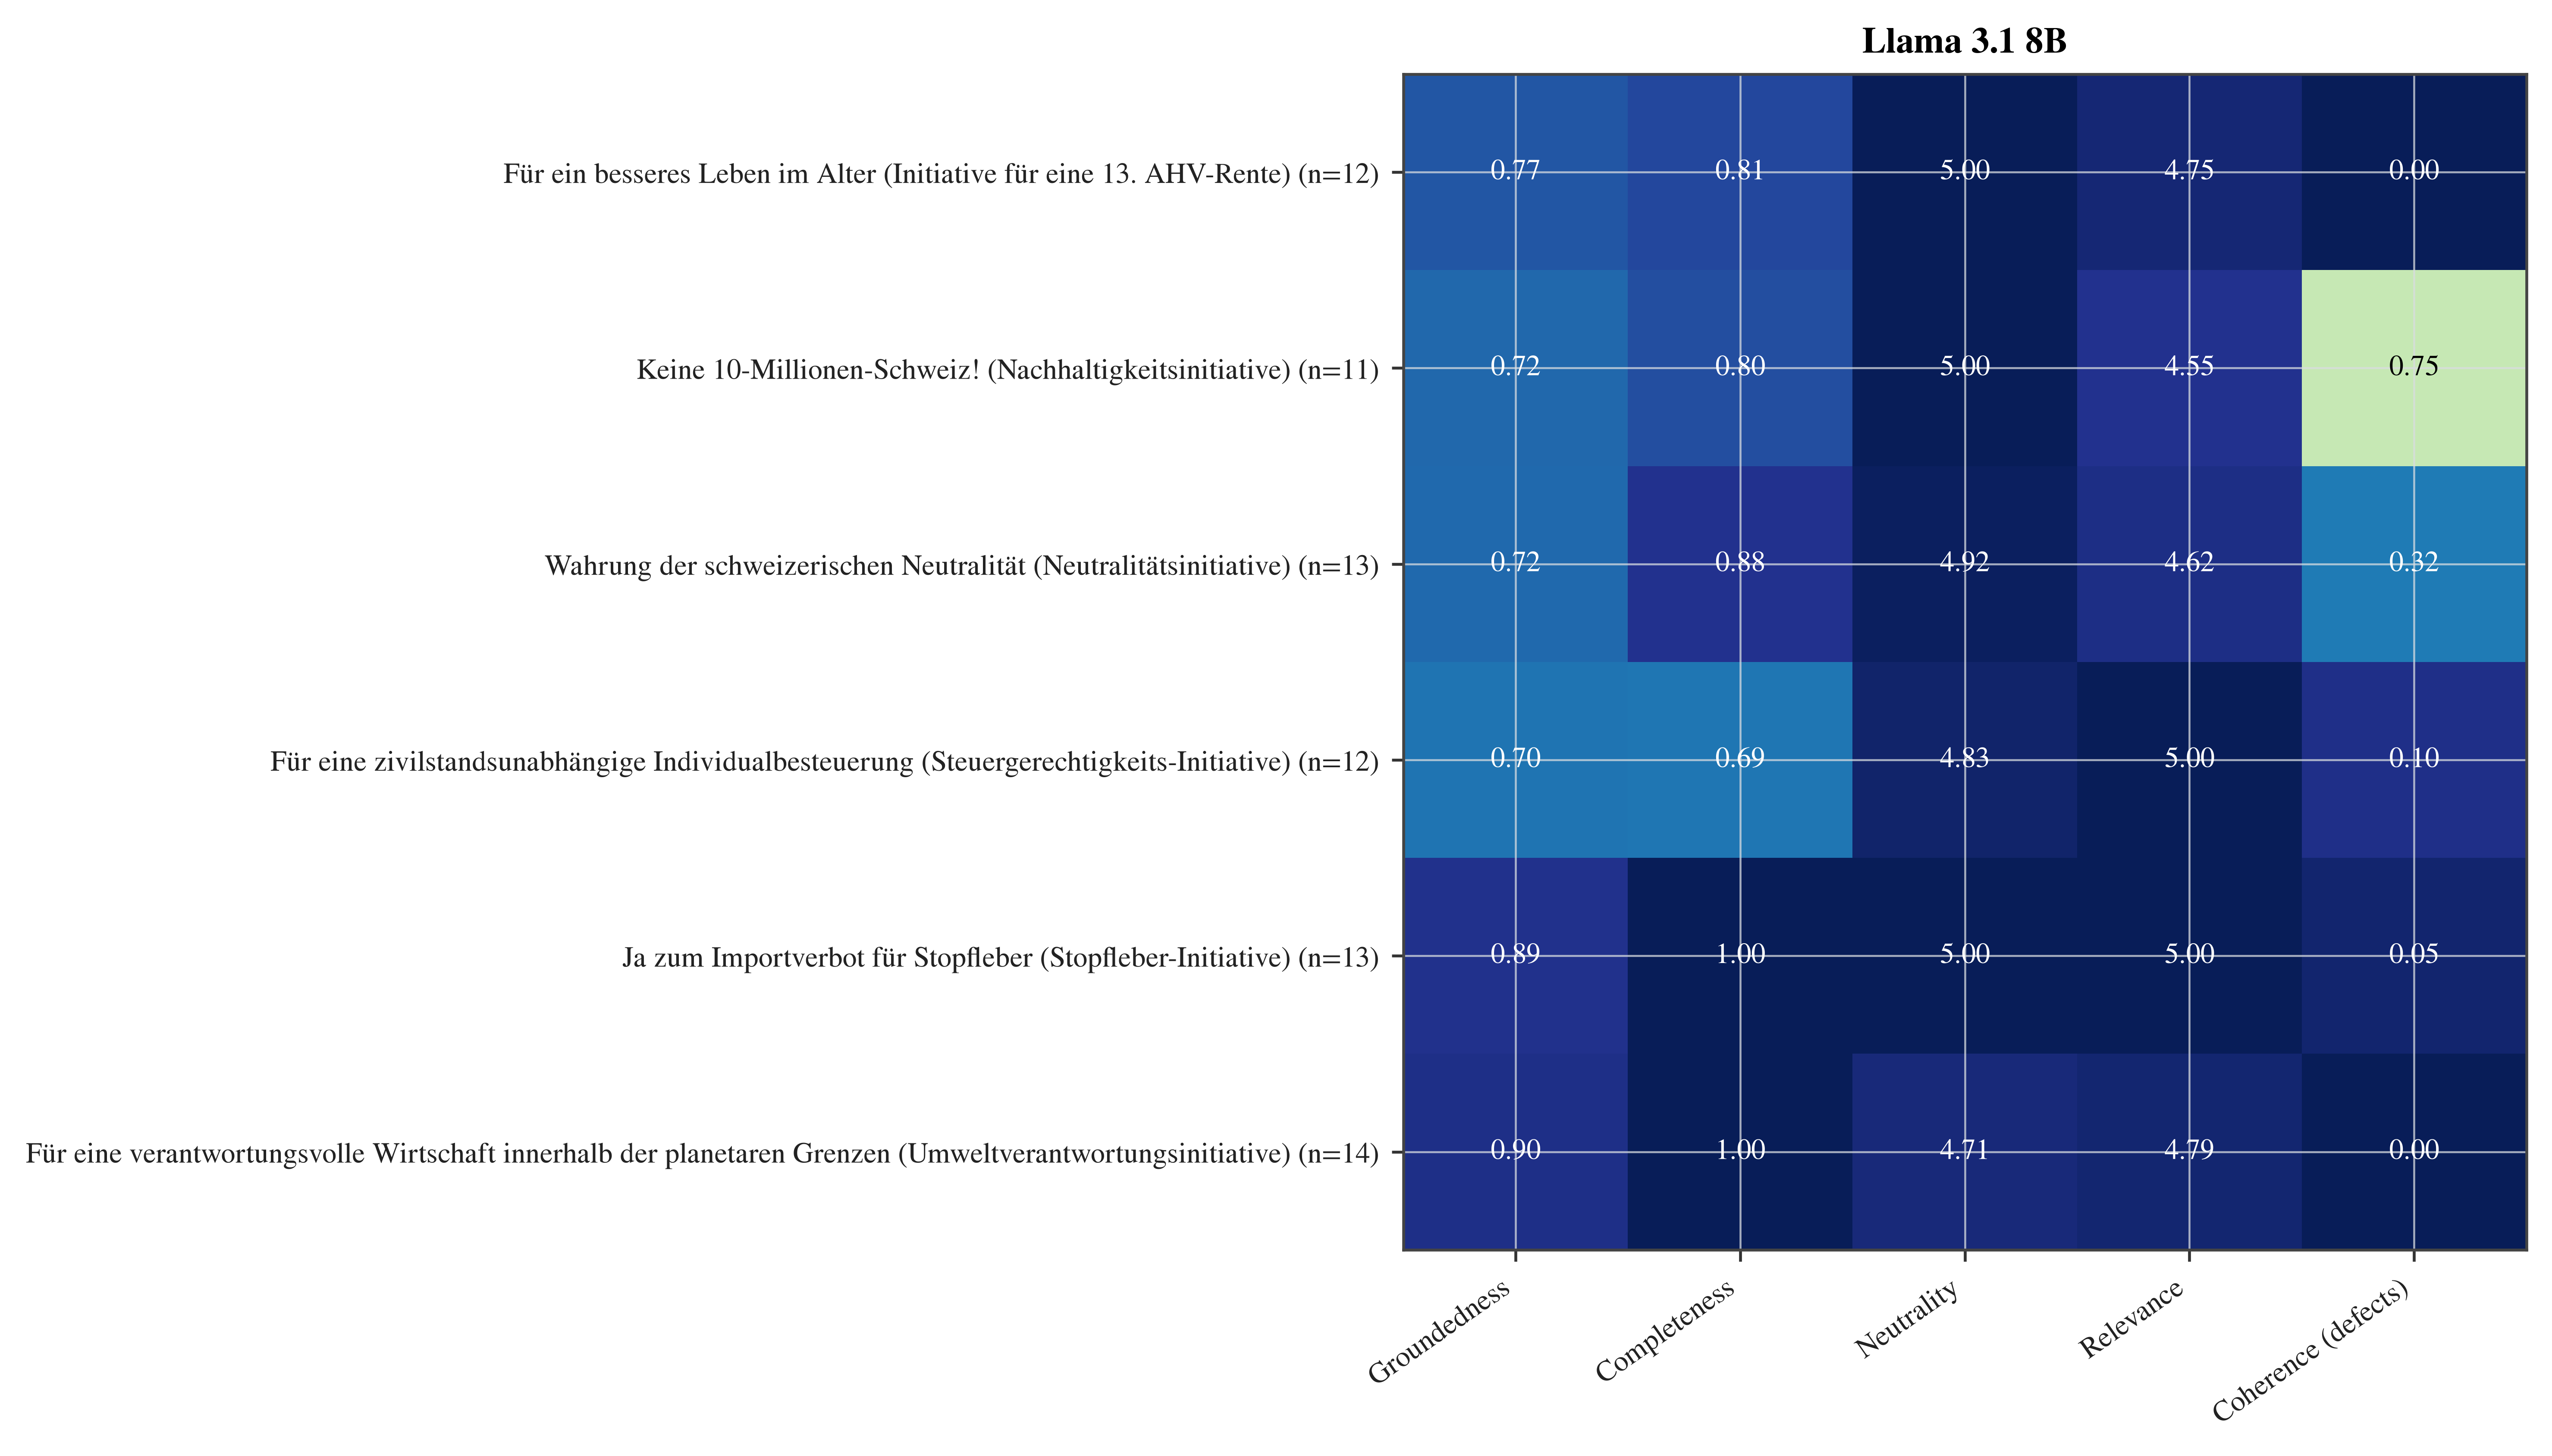 Llama 3.1 8B
Für ein besseres Leben im Alter (Initiative für eine 13. AHV-Rente) (n=12) 0.77 0.81 5.00 4.75 0.00
Keine 10-Millionen-Schweiz! (Nachhaltigkeitsinitiative) (n=11) 0.72 0.80 5.00 4.55 0.75
Wahrung der schweizerischen Neutralität (Neutralitätsinitiative) (n=13) 0.72 0.88 4.92 4.62 0.32
Für eine zivilstandsunabhängige Individualbesteuerung (Steuergerechtigkeits-Initiative) (n=12) 0.70 0.69 4.83 5.00 0.10
Ja zum Importverbot für Stopfleber (Stopfleber-Initiative) (n=13) 0.89 1.00 5.00 5.00 0.05
Für eine verantwortungsvolle Wirtschaft innerhalb der planetaren Grenzen (Umweltverantwortungsinitiative) (n=14) 0.90 1.00 4.71 4.79 0.00
Groundedness Completeness Neutrality Relevance Coherence (defects)